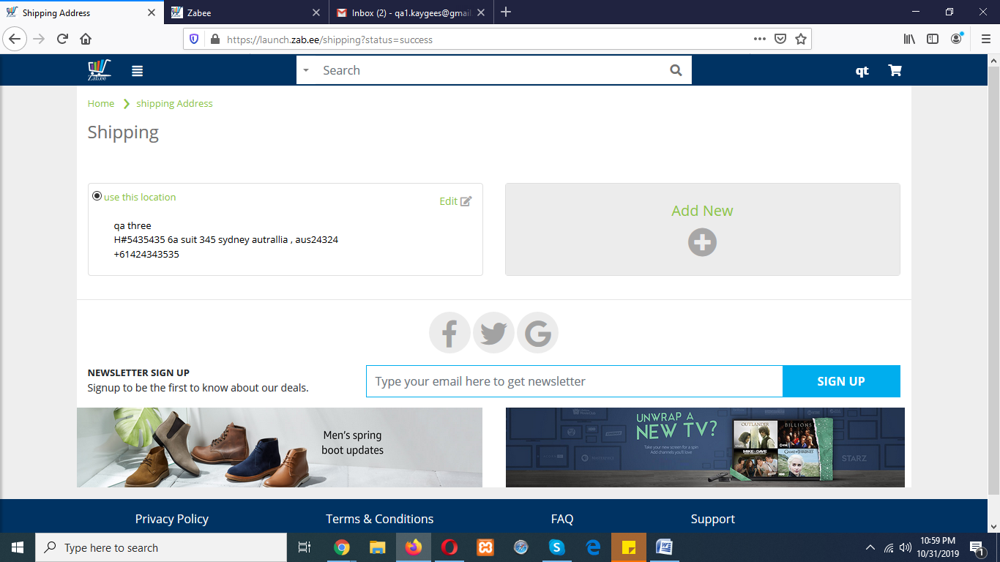 Shipping Address
Zabee
Inbox (2) - qa1.kaygees@gmail
https://launch.zab.ee/shipping?status=success
Zab.ee
Search
qt
Home
shipping Address
Shipping
use this location
Edit
qa three
H#5435435 6a suit 345 sydney autrallia , aus24324
+61424343535
Add New
NEWSLETTER SIGN UP
Signup to be the first to know about our deals.
Type your email here to get newsletter
SIGN UP
Men's spring
boot updates
UNWRAP A
NEW TV?
Take your new screen for a spin
Add channels you'll love
OUTLANDER
BILLIONS
STARZ
MIKE & DAVE
GAME OF THRONES
STARZ
Privacy Policy
Terms & Conditions
FAQ
Support
Type here to search
10:59 PM
10/31/2019
1